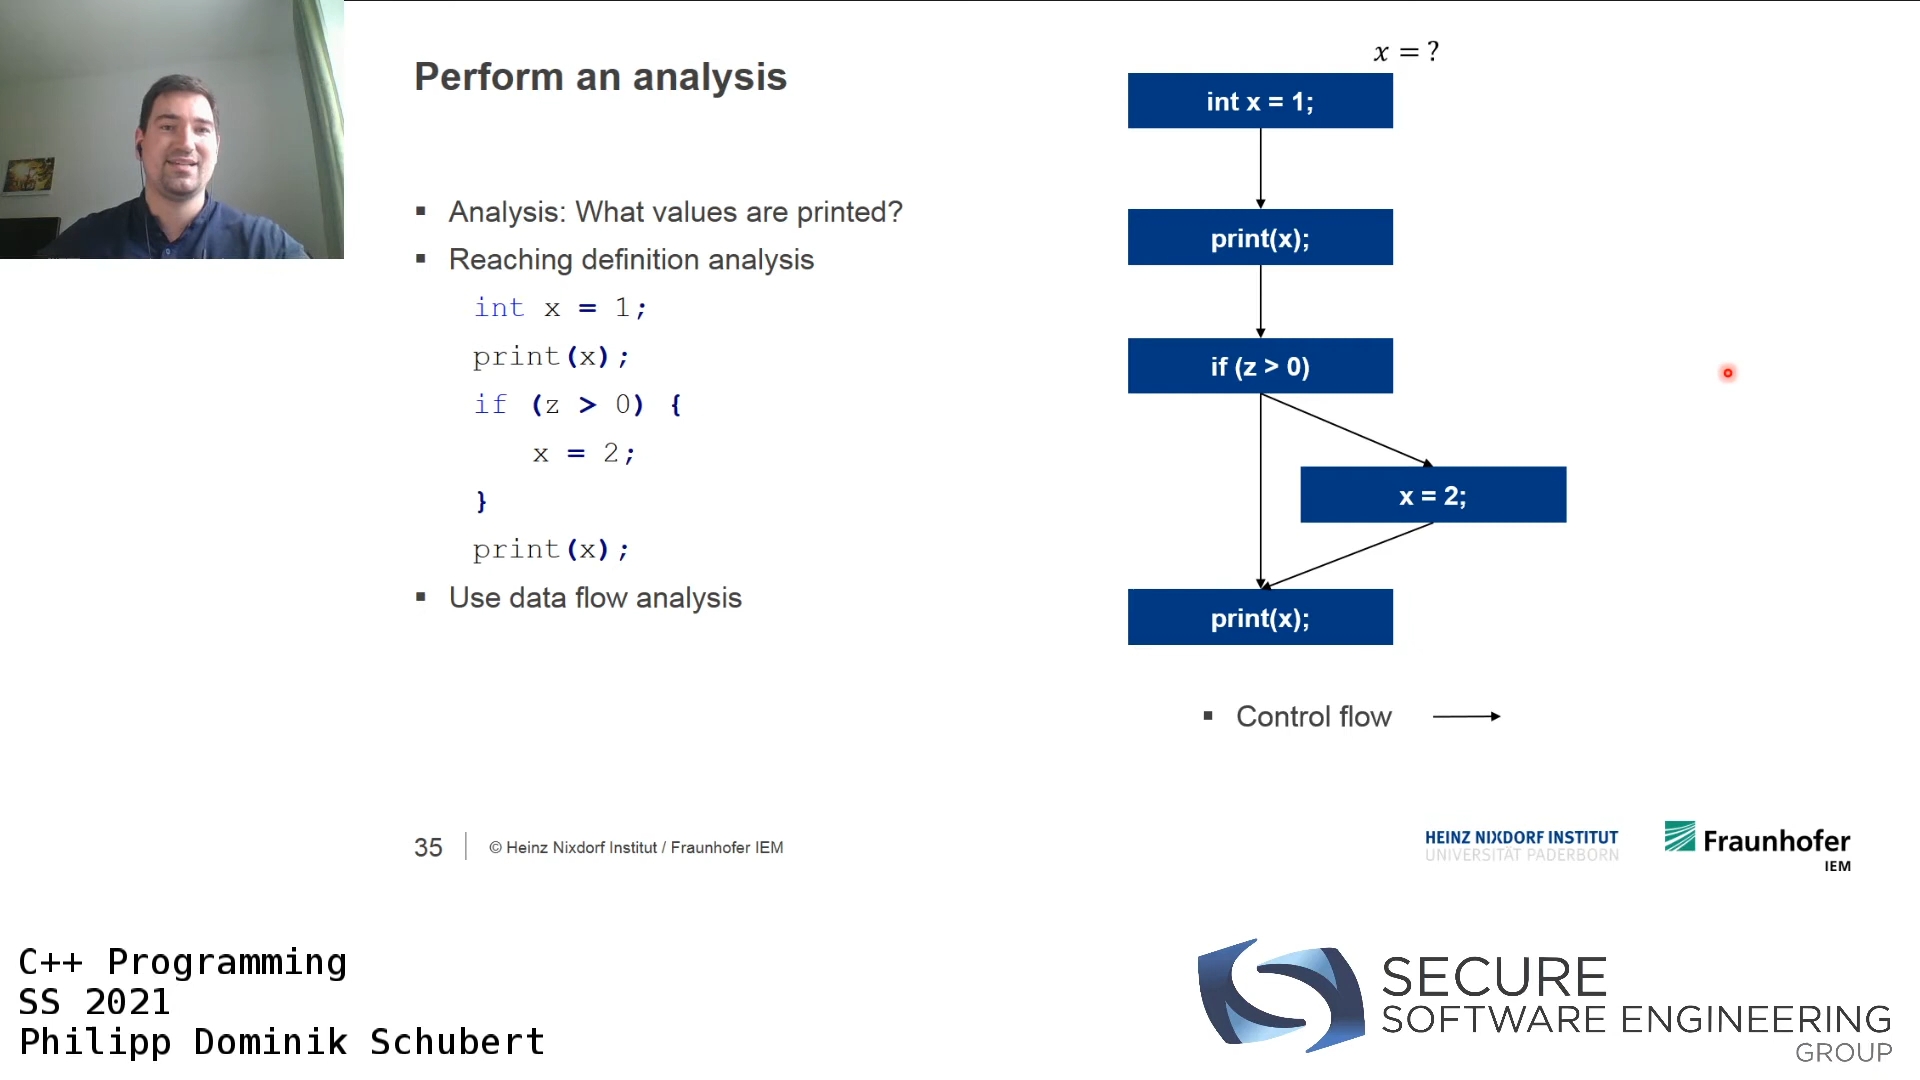 Perform an analysis
▪ Analysis: What values are printed?
▪ Reaching definition analysis
int x = 1;
print(x);
if (z > 0) {
x = 2;
}
print(x);
▪ Use data flow analysis
x = ?
int x = 1;
print(x);
if (z > 0)
x = 2;
print(x);
▪ Control flow
35
© Heinz Nixdorf Institut / Fraunhofer IEM
HEINZ NIXDORF INSTITUT
UNIVERSITÄT PADERBORN
Fraunhofer
IEM
C++ Programming
SS 2021
Philipp Dominik Schubert
SECURE
SOFTWARE ENGINEERING
GROUP